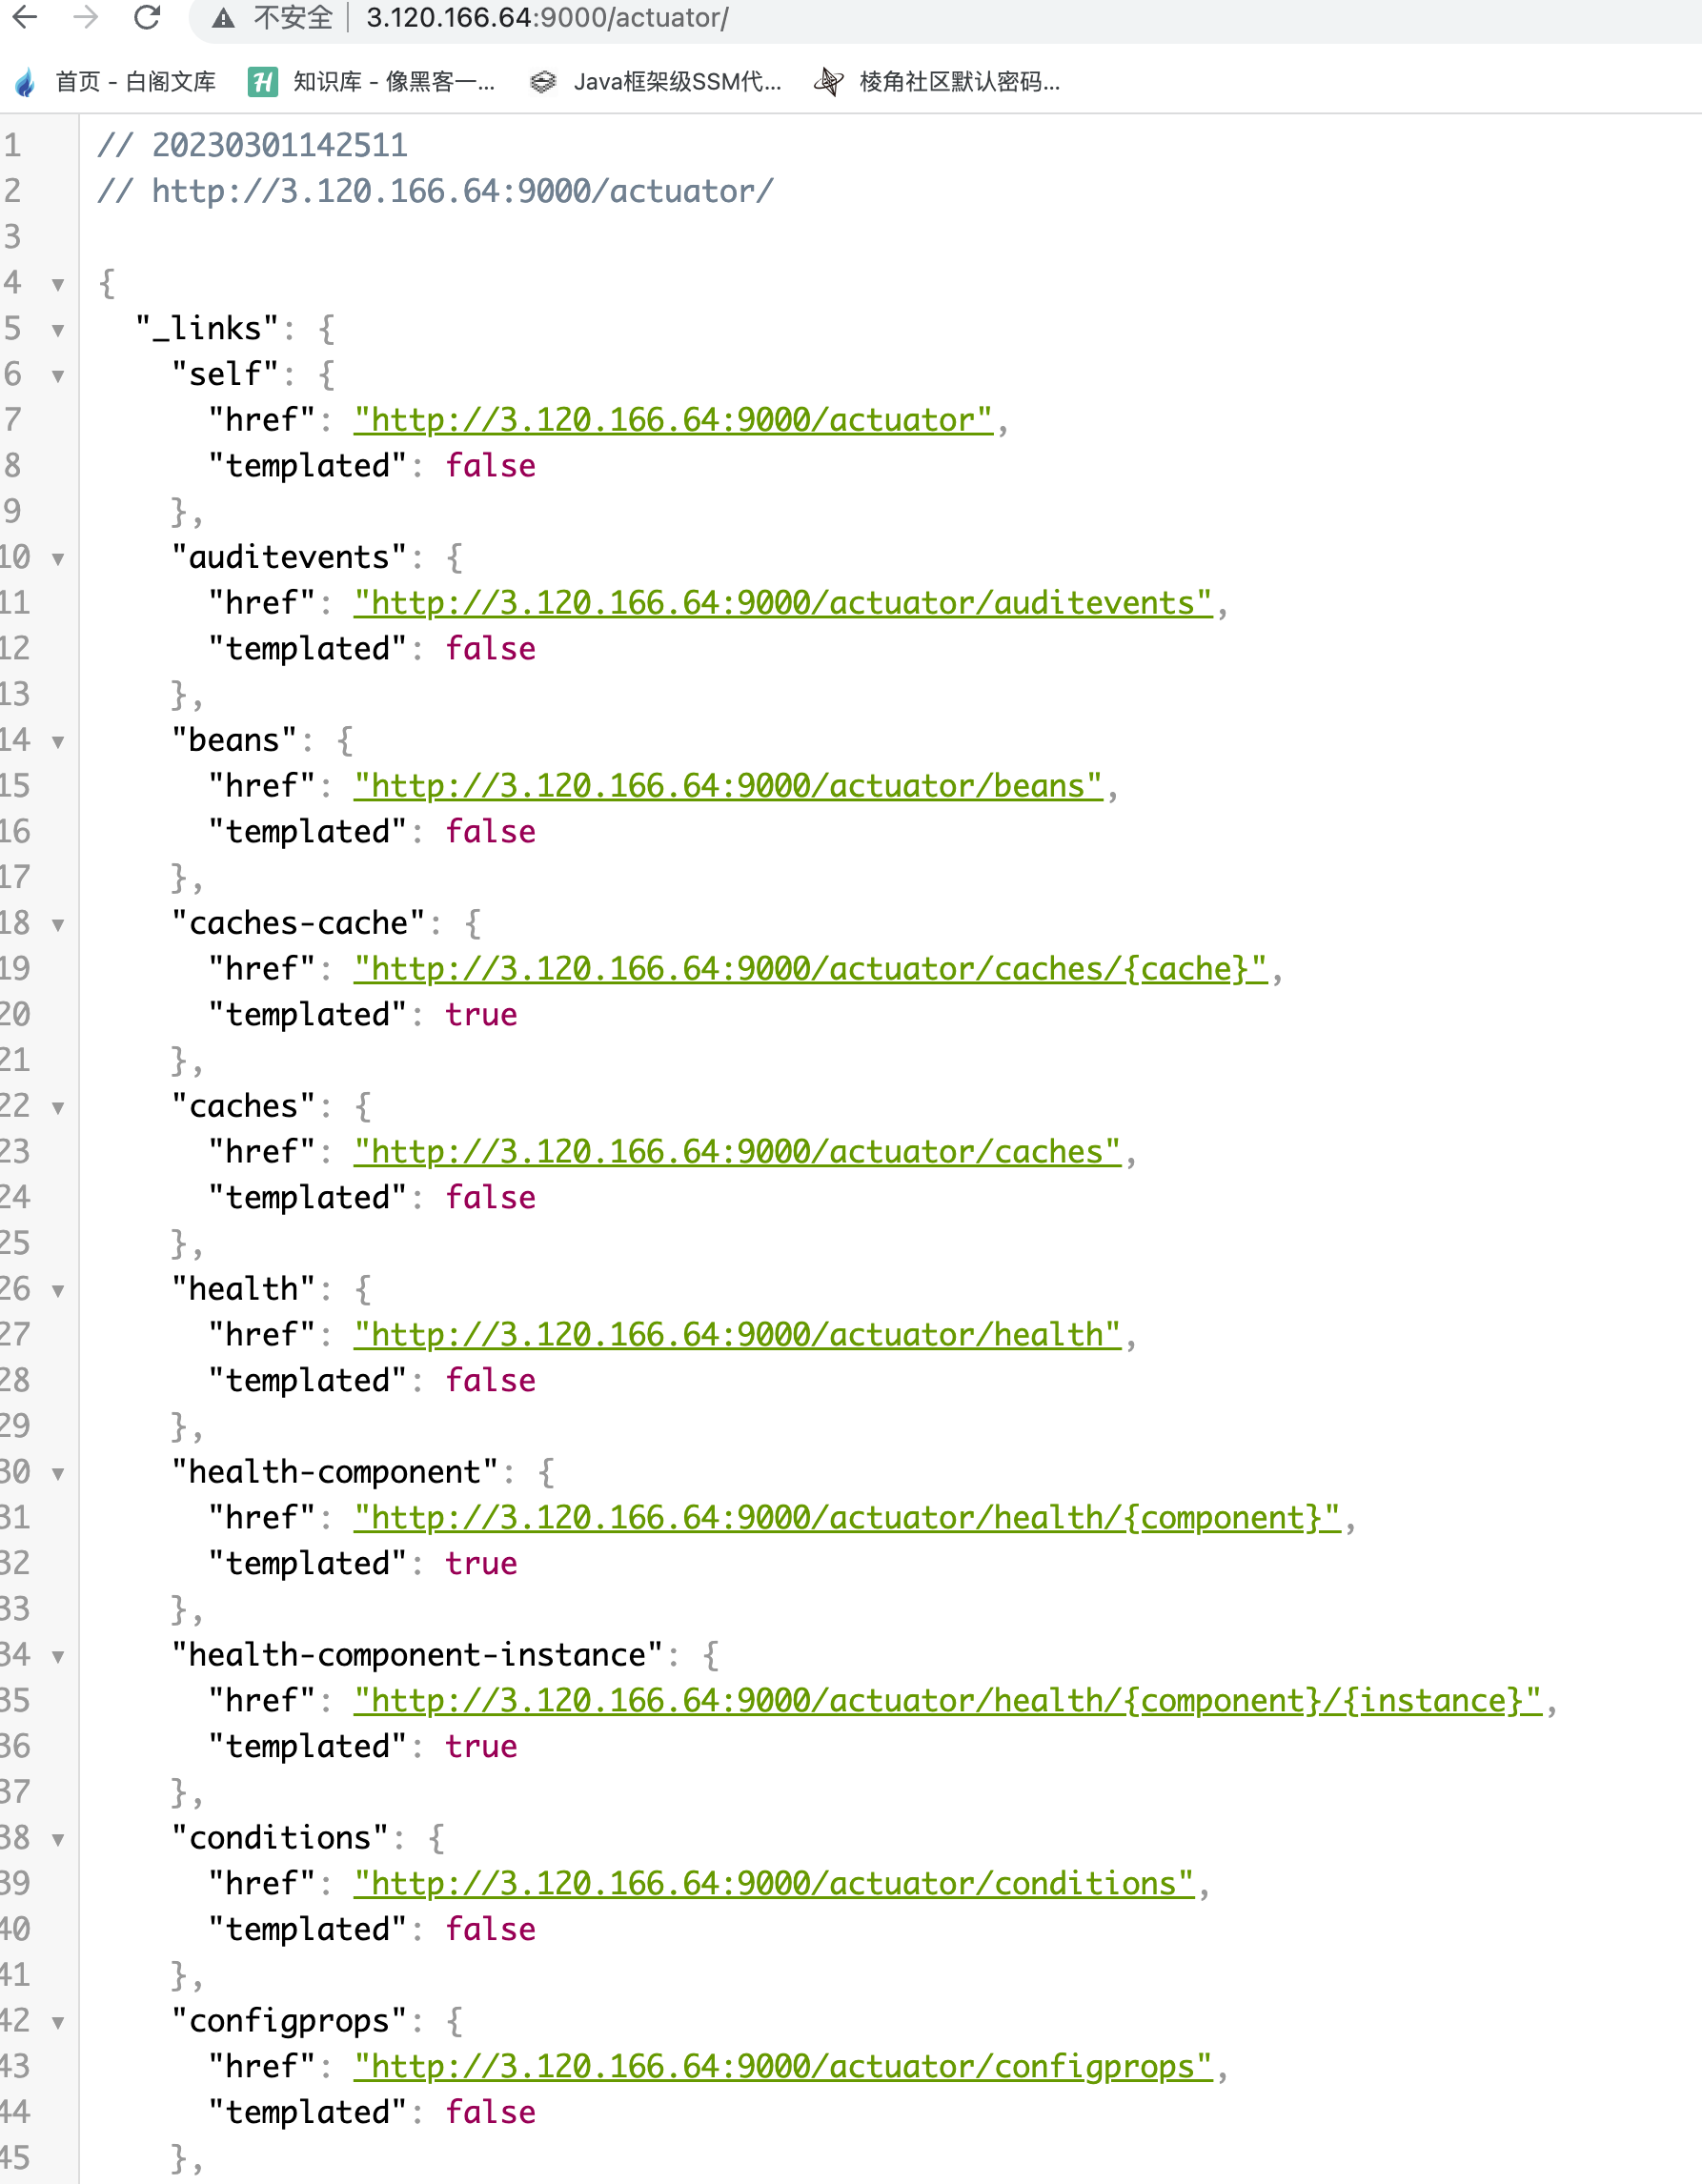 不安全 3.120.166.64:9000/actuator/
首页 - 白阁文库 知识库 - 像黑客一... Java框架级SSM代... 棱角社区默认密码...
1 // 20230301142511
2 // http://3.120.166.64:9000/actuator/
3
4 {
5 "_links": {
6 "self": {
7 "href": "http://3.120.166.64:9000/actuator",
8 "templated": false
9 },
10 "auditevents": {
11 "href": "http://3.120.166.64:9000/actuator/auditevents",
12 "templated": false
13 },
14 "beans": {
15 "href": "http://3.120.166.64:9000/actuator/beans",
16 "templated": false
17 },
18 "caches-cache": {
19 "href": "http://3.120.166.64:9000/actuator/caches/{cache}",
20 "templated": true
21 },
22 "caches": {
23 "href": "http://3.120.166.64:9000/actuator/caches",
24 "templated": false
25 },
26 "health": {
27 "href": "http://3.120.166.64:9000/actuator/health",
28 "templated": false
29 },
30 "health-component": {
31 "href": "http://3.120.166.64:9000/actuator/health/{component}",
32 "templated": true
33 },
34 "health-component-instance": {
35 "href": "http://3.120.166.64:9000/actuator/health/{component}/{instance}",
36 "templated": true
37 },
38 "conditions": {
39 "href": "http://3.120.166.64:9000/actuator/conditions",
40 "templated": false
41 },
42 "configprops": {
43 "href": "http://3.120.166.64:9000/actuator/configprops",
44 "templated": false
45 },